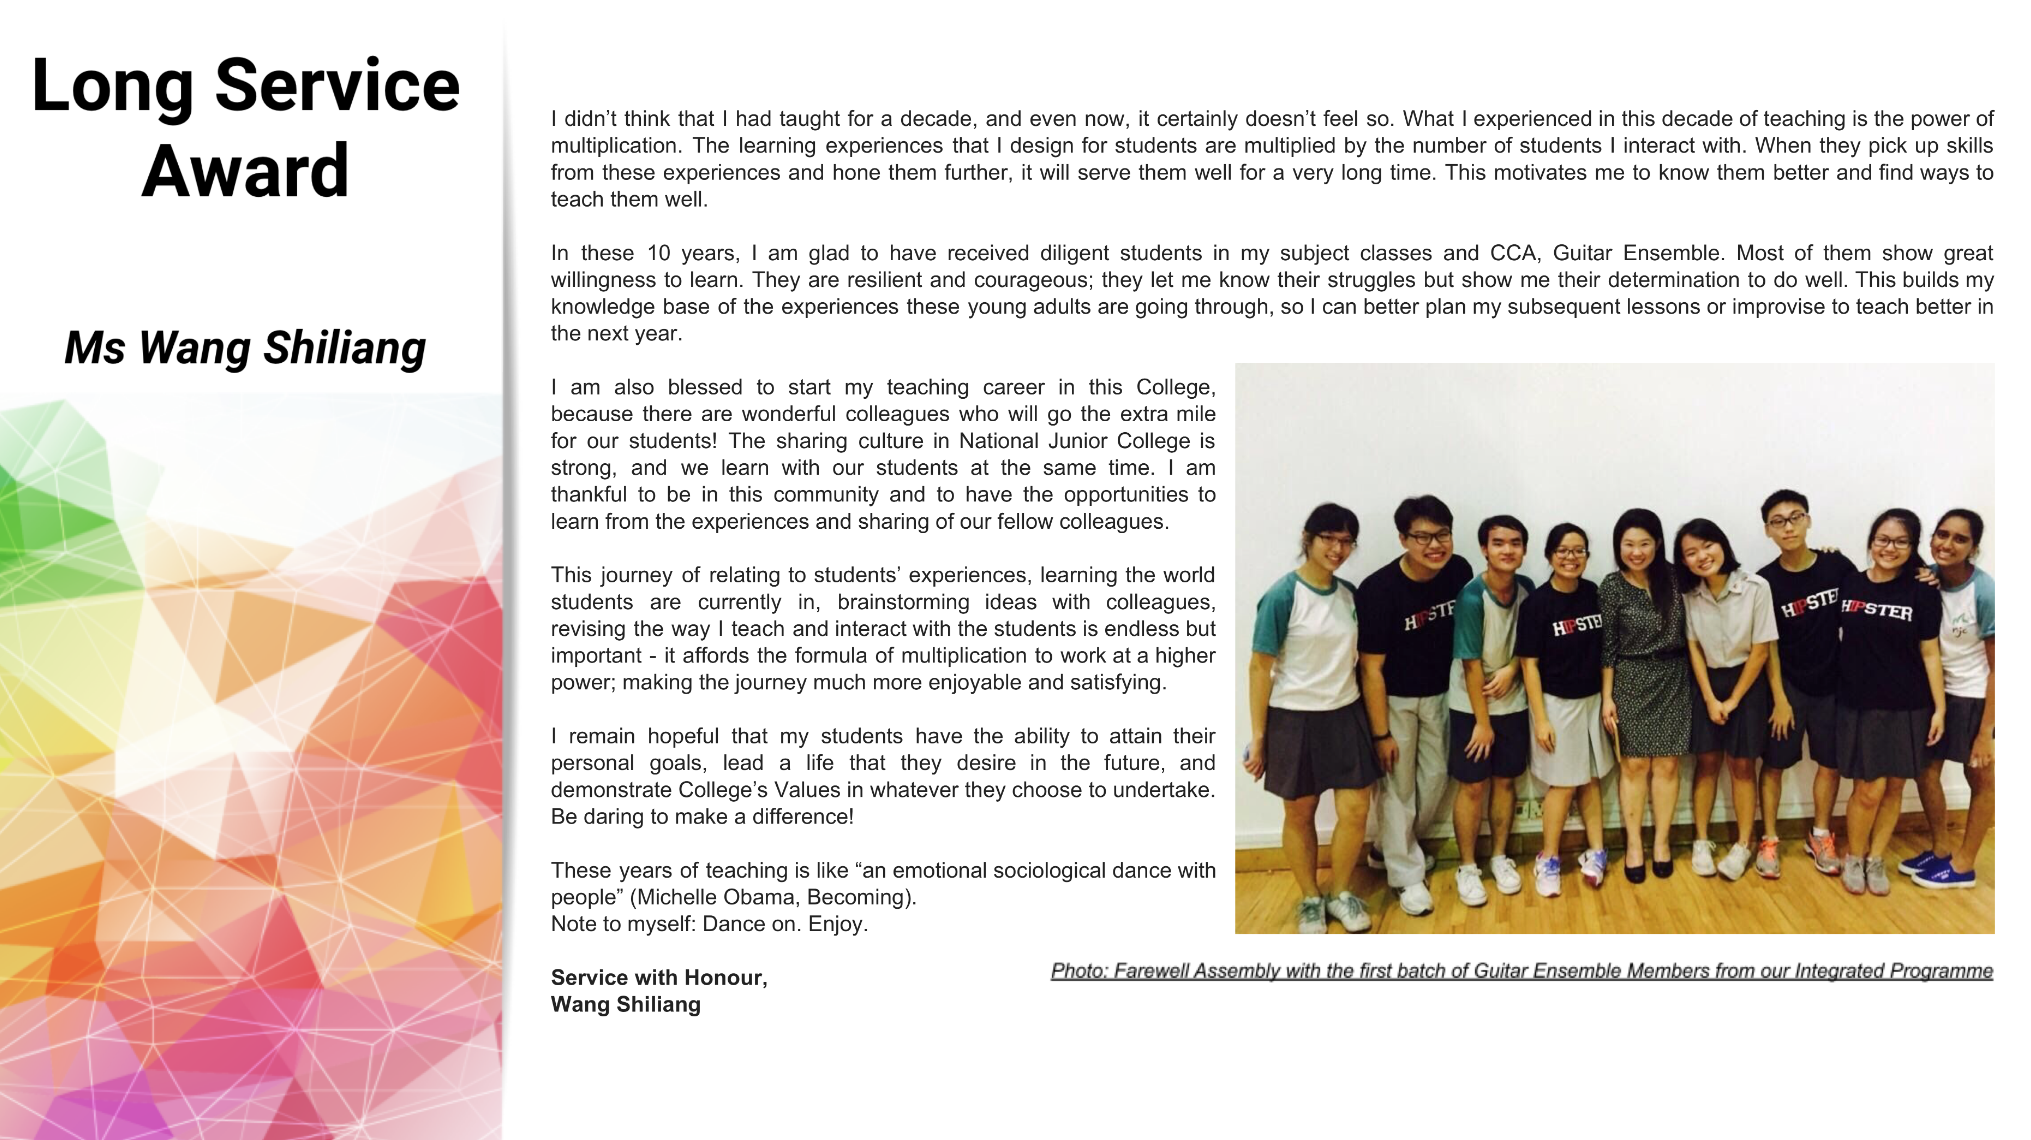 Long Service
Award
Ms Wang Shiliang
I didn’t think that I had taught for a decade, and even now, it certainly doesn’t feel so. What I experienced in this decade of teaching is the power of
multiplication. The learning experiences that I design for students are multiplied by the number of students I interact with. When they pick up skills
from these experiences and hone them further, it will serve them well for a very long time. This motivates me to know them better and find ways to
teach them well.
In these 10 years, I am glad to have received diligent students in my subject classes and CCA, Guitar Ensemble. Most of them show great
willingness to learn. They are resilient and courageous; they let me know their struggles but show me their determination to do well. This builds my
knowledge base of the experiences these young adults are going through, so I can better plan my subsequent lessons or improvise to teach better in
the next year.
I am also blessed to start my teaching career in this College,
because there are wonderful colleagues who will go the extra mile
for our students! The sharing culture in National Junior College is
strong, and we learn with our students at the same time. I am
thankful to be in this community and to have the opportunities to
learn from the experiences and sharing of our fellow colleagues.
This journey of relating to students’ experiences, learning the world
students are currently in, brainstorming ideas with colleagues,
revising the way I teach and interact with the students is endless but
important - it affords the formula of multiplication to work at a higher
power; making the journey much more enjoyable and satisfying.
I remain hopeful that my students have the ability to attain their
personal goals, lead a life that they desire in the future, and
demonstrate College’s Values in whatever they choose to undertake.
Be daring to make a difference!
These years of teaching is like “an emotional sociological dance with
people” (Michelle Obama, Becoming).
Note to myself: Dance on. Enjoy.
Service with Honour,
Wang Shiliang
HIPSTE
HIPSTE
HIPSTER
HIPSTER
njc
Photo: Farewell Assembly with the first batch of Guitar Ensemble Members from our Integrated Programme